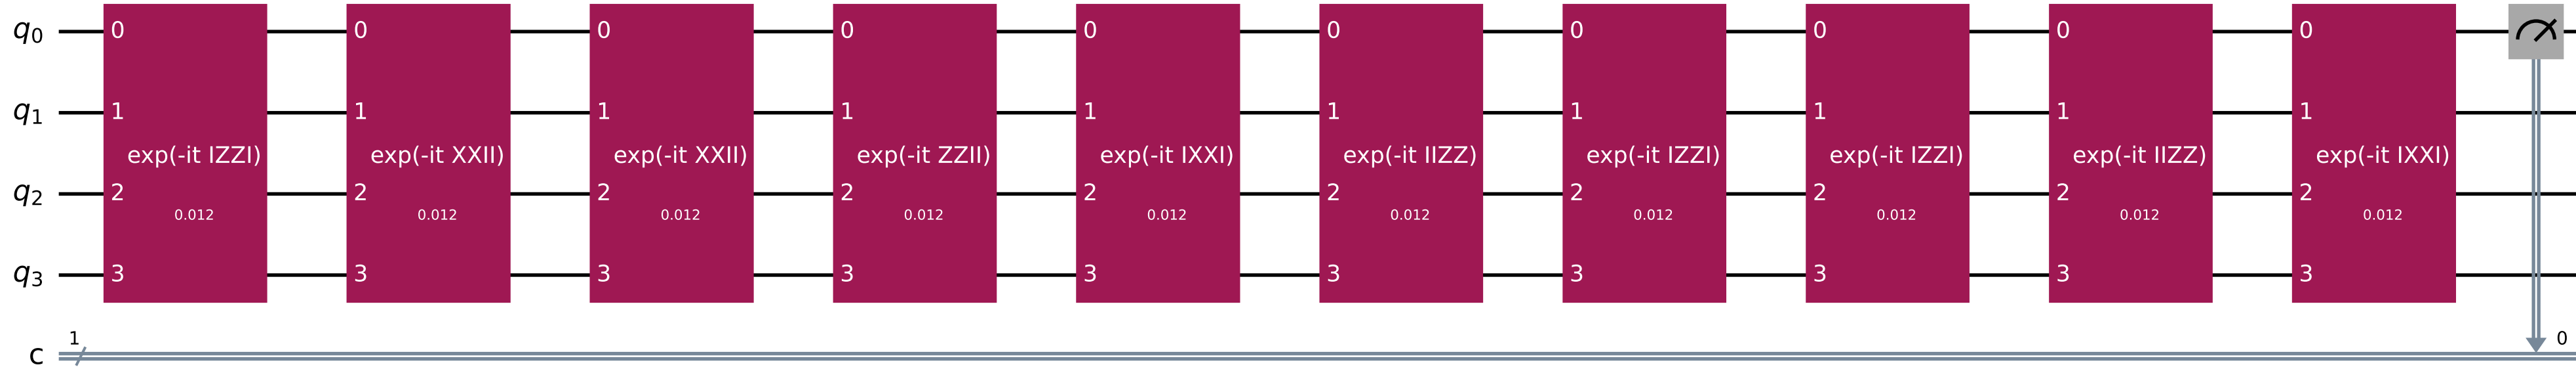 q0 0 0 0 0 0 0 0 0 0 0
q1 1 1 1 1 1 1 1 1 1 1
exp(-it IZZI) exp(-it XXII) exp(-it XXII) exp(-it ZZII) exp(-it IXXI) exp(-it IIZZ) exp(-it IZZI) exp(-it IZZI) exp(-it IIZZ) exp(-it IXXI)
q2 2 2 2 2 2 2 2 2 2 2
0.012 0.012 0.012 0.012 0.012 0.012 0.012 0.012 0.012 0.012
q3 3 3 3 3 3 3 3 3 3 3
1 0
c